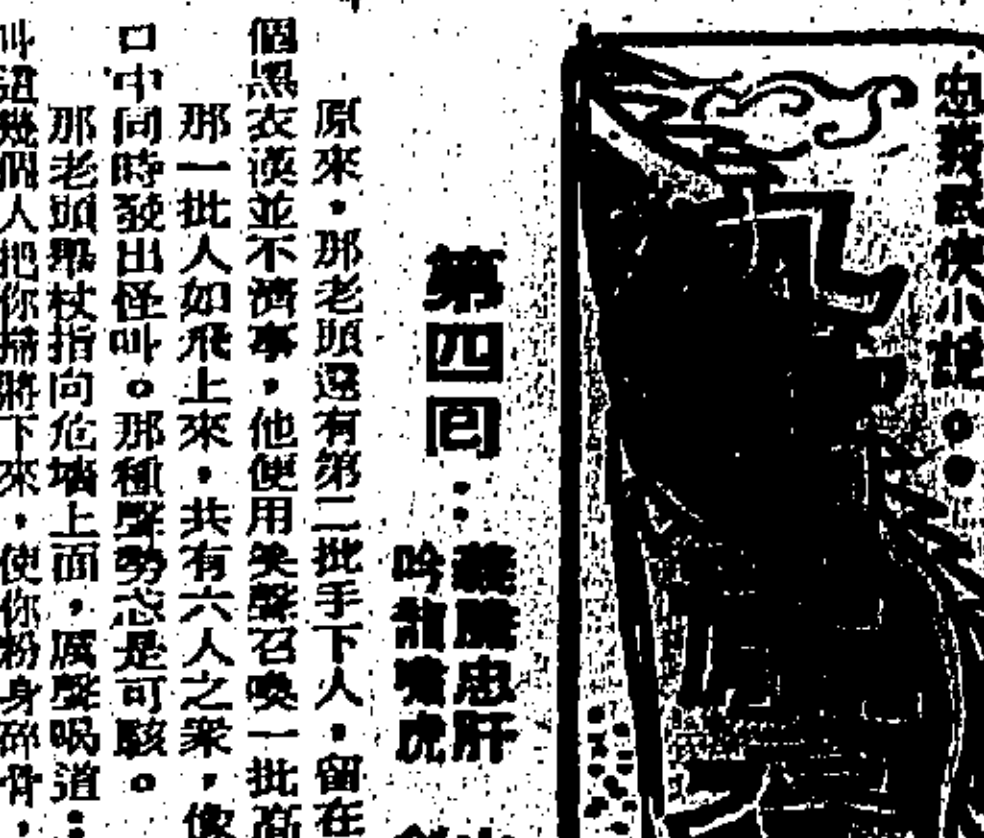 忠義武俠小說
第四回：
義膽忠肝
吟龍嘯虎
原來，那老頭還有第二批手下人，留在
個黑衣漢並不濟事，他便用笑聲召喚一批高
那一批人如飛上來，共有六人之衆，像
口中同時發出怪叫。那種聲勢忒是可駭。
那老頭舉杖指向危墻上面，厲聲喝道：
叫這幾個人把你掀將下來，使你粉身碎骨，